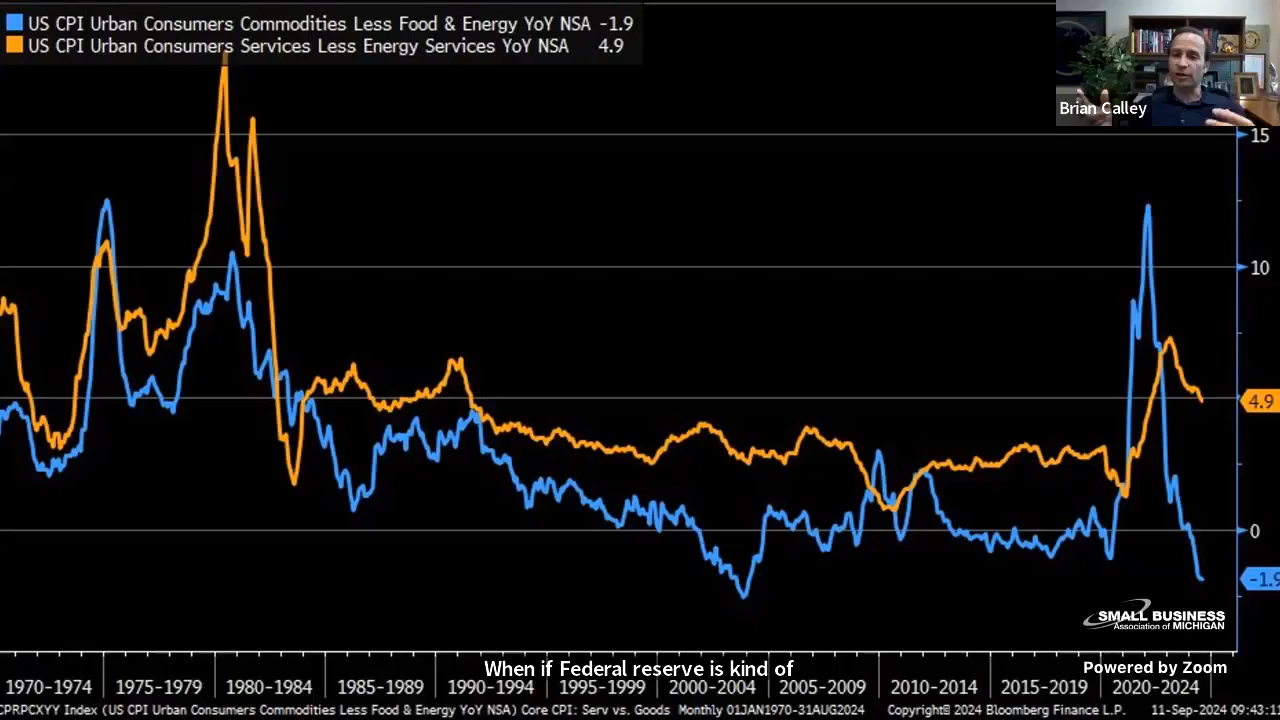 US CPI Urban Consumers Commodities Less Food & Energy YoY NSA -1.9
US CPI Urban Consumers Services Less Energy Services YoY NSA 4.9
Brian Calley
15
10
4.9
0
-1.9
SMALL BUSINESS
Association of MICHIGAN
When if Federal reserve is kind of
Powered by Zoom
1970-1974 1975-1979 1980-1984 1985-1989 1990-1994 1995-1999 2000-2004 2005-2009 2010-2014 2015-2019 2020-2024
CPRPCXYY Index (US CPI Urban Consumers Commodities Less Food & Energy YoY NSA) Core CPI: Serv vs. Goods Monthly 01JAN1970-31AUG2024 Copyright© 2024 Bloomberg Finance L.P. 11-Sep-2024 09:43:11